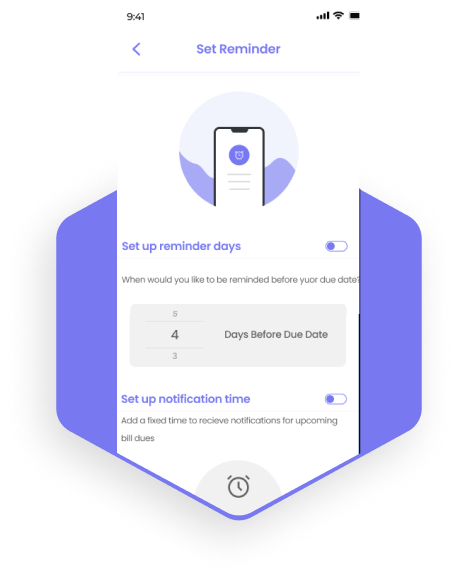 9:41
Set Reminder
Set up reminder days
When would you like to be reminded before yuor due date?
5
4 Days Before Due Date
3
Set up notification time
Add a fixed time to recieve notifications for upcoming
bill dues